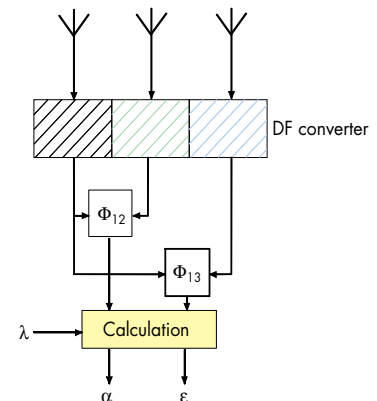 DF converter
Φ12
Φ13
λ
Calculation
α
ε